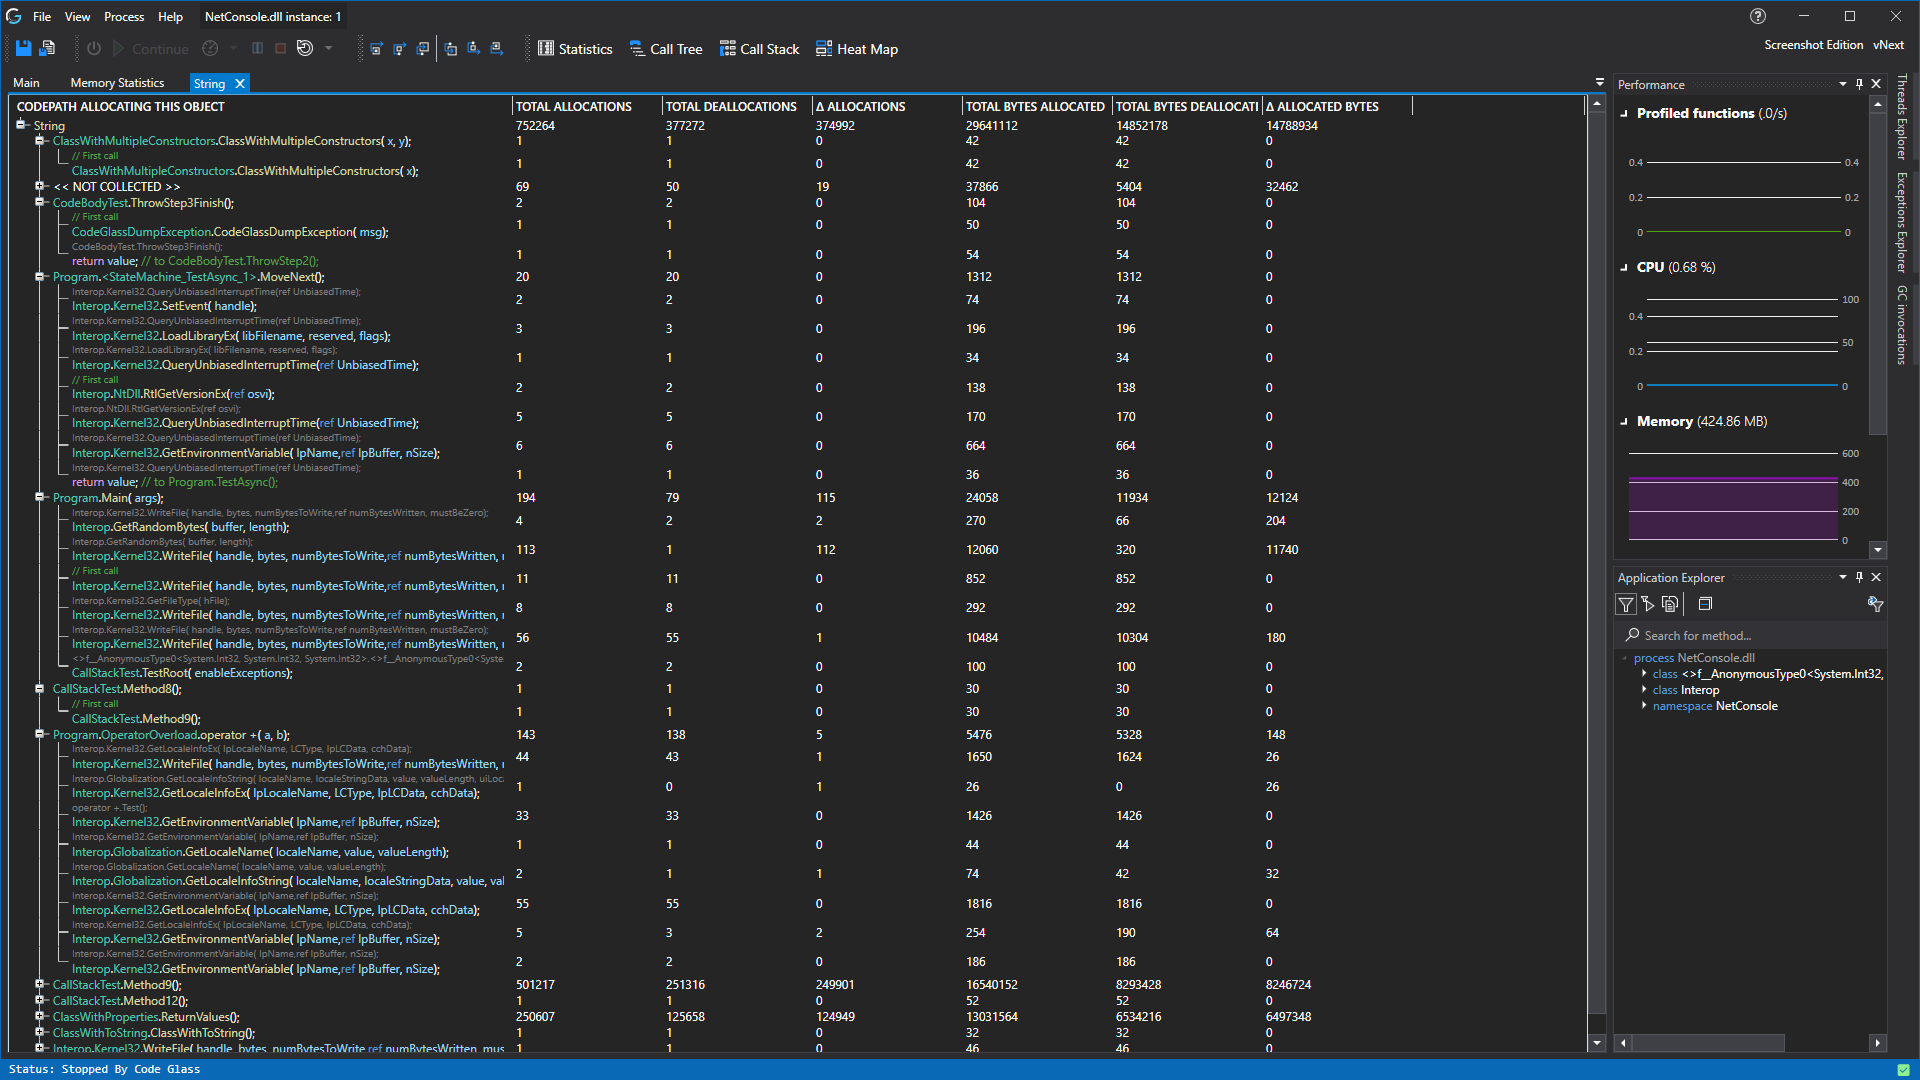 File View Process Help NetConsole.dll instance: 1
Continue Statistics Call Tree Call Stack Heat Map
Screenshot Edition vNext
Main Memory Statistics String
CODEPATH ALLOCATING THIS OBJECT TOTAL ALLOCATIONS TOTAL DEALLOCATIONS Δ ALLOCATIONS TOTAL BYTES ALLOCATED TOTAL BYTES DEALLOCATI Δ ALLOCATED BYTES
String 752264 377272 374992 29641112 14852178 14788934
ClassWithMultipleConstructors.ClassWithMultipleConstructors( x, y); 1 1 0 42 42 0
// First call
ClassWithMultipleConstructors.ClassWithMultipleConstructors( x); 1 1 0 42 42 0
<< NOT COLLECTED >> 69 50 19 37866 5404 32462
CodeBodyTest.ThrowStep3Finish(); 2 2 0 104 104 0
// First call
CodeGlassDumpException.CodeGlassDumpException( msg); 1 1 0 50 50 0
CodeBodyTest.ThrowStep3Finish();
return value; // to CodeBodyTest.ThrowStep2(); 1 1 0 54 54 0
Program.<StateMachine_TestAsync_1>.MoveNext(); 20 20 0 1312 1312 0
Interop.Kernel32.QueryUnbiasedInterruptTime(ref UnbiasedTime);
Interop.Kernel32.SetEvent( handle); 2 2 0 74 74 0
Interop.Kernel32.QueryUnbiasedInterruptTime(ref UnbiasedTime);
Interop.Kernel32.LoadLibraryEx( libFilename, reserved, flags); 3 3 0 196 196 0
Interop.Kernel32.LoadLibraryEx( libFilename, reserved, flags);
Interop.Kernel32.QueryUnbiasedInterruptTime(ref UnbiasedTime); 1 1 0 34 34 0
// First call
Interop.NtDll.RtlGetVersionEx(ref osvi); 2 2 0 138 138 0
Interop.NtDll.RtlGetVersionEx(ref osvi);
Interop.Kernel32.QueryUnbiasedInterruptTime(ref UnbiasedTime); 5 5 0 170 170 0
Interop.Kernel32.QueryUnbiasedInterruptTime(ref UnbiasedTime);
Interop.Kernel32.GetEnvironmentVariable( lpName,ref lpBuffer, nSize); 6 6 0 664 664 0
Interop.Kernel32.QueryUnbiasedInterruptTime(ref UnbiasedTime);
return value; // to Program.TestAsync(); 1 1 0 36 36 0
Program.Main( args); 194 79 115 24058 11934 12124
Interop.Kernel32.WriteFile( handle, bytes, numBytesToWrite,ref numBytesWritten, mustBeZero);
Interop.GetRandomBytes( buffer, length); 4 2 2 270 66 204
Interop.GetRandomBytes( buffer, length);
Interop.Kernel32.WriteFile( handle, bytes, numBytesToWrite,ref numBytesWritten, 113 1 112 12060 320 11740
// First call
Interop.Kernel32.WriteFile( handle, bytes, numBytesToWrite,ref numBytesWritten, 11 11 0 852 852 0
Interop.Kernel32.GetFileType( hFile);
Interop.Kernel32.WriteFile( handle, bytes, numBytesToWrite,ref numBytesWritten, 8 8 0 292 292 0
Interop.Kernel32.WriteFile( handle, bytes, numBytesToWrite,ref numBytesWritten, mustBeZero);
Interop.Kernel32.WriteFile( handle, bytes, numBytesToWrite,ref numBytesWritten, 56 55 1 10484 10304 180
<>f__AnonymousType0<System.Int32, System.Int32, System.Int32>.<>f__AnonymousType0<Syste
CallStackTest.TestRoot( enableExceptions); 2 2 0 100 100 0
CallStackTest.Method8(); 1 1 0 30 30 0
// First call
CallStackTest.Method9(); 1 1 0 30 30 0
Program.OperatorOverload.operator +( a, b); 143 138 5 5476 5328 148
Interop.Kernel32.GetLocaleInfoEx( lpLocaleName, LCType, lpLCData, cchData);
Interop.Kernel32.WriteFile( handle, bytes, numBytesToWrite,ref numBytesWritten, 44 43 1 1650 1624 26
Interop.Globalization.GetLocaleInfoString( localeName, localeStringData, value, valueLength, uiLoca
Interop.Kernel32.GetLocaleInfoEx( lpLocaleName, LCType, lpLCData, cchData); 1 0 1 26 0 26
operator +.Test();
Interop.Kernel32.GetEnvironmentVariable( lpName,ref lpBuffer, nSize); 33 33 0 1426 1426 0
Interop.Kernel32.GetEnvironmentVariable( lpName,ref lpBuffer, nSize);
Interop.Globalization.GetLocaleName( localeName, value, valueLength); 1 1 0 44 44 0
Interop.Globalization.GetLocaleName( localeName, value, valueLength);
Interop.Globalization.GetLocaleInfoString( localeName, localeStringData, value, val 2 1 1 74 42 32
Interop.Kernel32.GetEnvironmentVariable( lpName,ref lpBuffer, nSize);
Interop.Kernel32.GetLocaleInfoEx( lpLocaleName, LCType, lpLCData, cchData); 55 55 0 1816 1816 0
Interop.Kernel32.GetLocaleInfoEx( lpLocaleName, LCType, lpLCData, cchData);
Interop.Kernel32.GetEnvironmentVariable( lpName,ref lpBuffer, nSize); 5 3 2 254 190 64
Interop.Kernel32.GetEnvironmentVariable( lpName,ref lpBuffer, nSize);
Interop.Kernel32.GetEnvironmentVariable( lpName,ref lpBuffer, nSize); 2 2 0 186 186 0
CallStackTest.Method9(); 501217 251316 249901 16540152 8293428 8246724
CallStackTest.Method12(); 1 1 0 52 52 0
ClassWithProperties.ReturnValues(); 250607 125658 124949 13031564 6534216 6497348
ClassWithToString.ClassWithToString(); 1 1 0 32 32 0
Interop.Kernel32.WriteFile( handle, bytes, numBytesToWrite,ref numBytesWritten, mus 1 1 0 46 46 0
Performance
Profiled functions (.0/s)
0.4 0.4
0.2 0.2
0 0
CPU (0.68 %)
100
0.4
50
0.2
0 0
Memory (424.86 MB)
600
400
200
0
Application Explorer
Search for method...
process NetConsole.dll
class <>f__AnonymousType0<System.Int32,
class Interop
namespace NetConsole
Threads Explorer
Exceptions Explorer
GC invocations
Status: Stopped By Code Glass